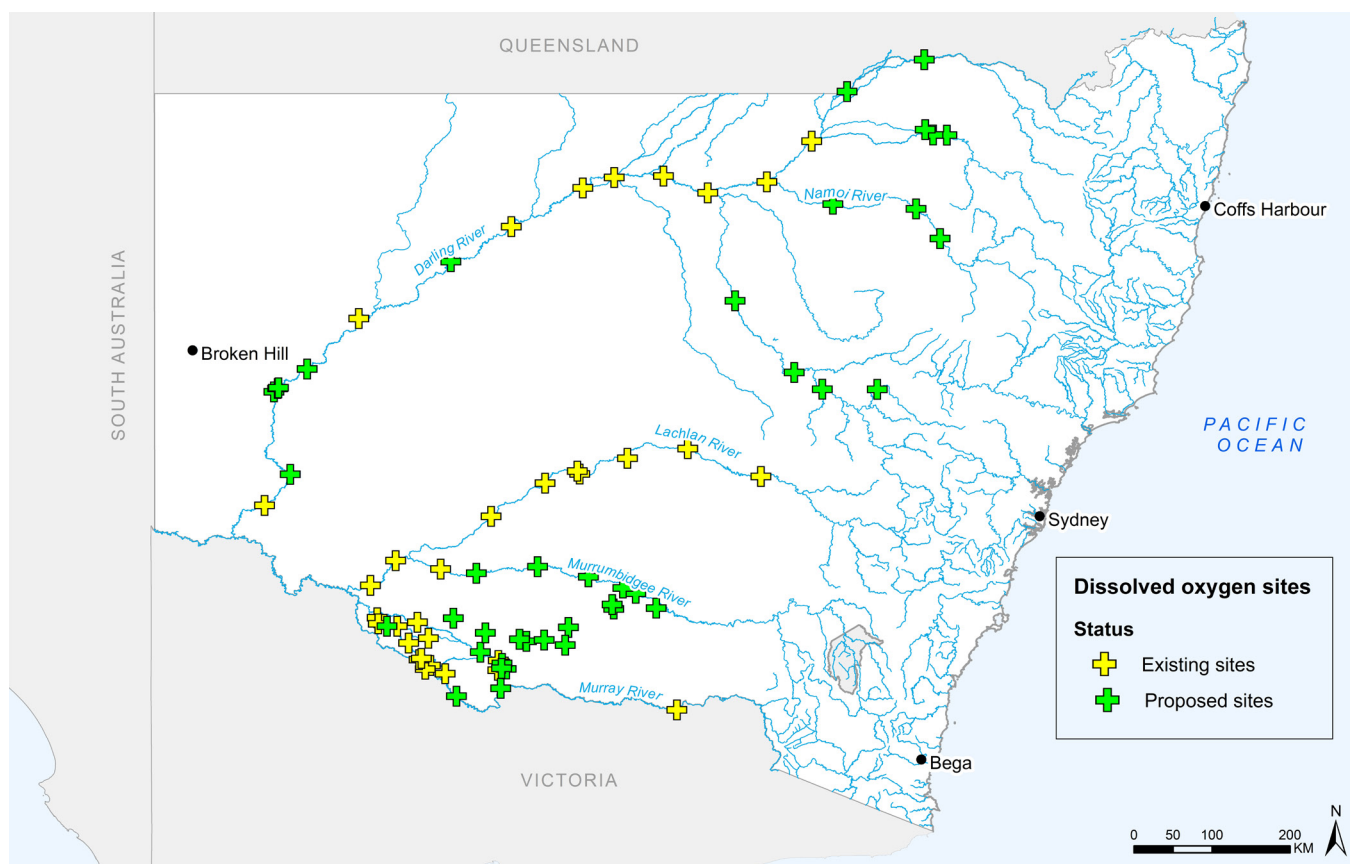 QUEENSLAND
Namoi River
Coffs Harbour
Darling River
SOUTH AUSTRALIA
Broken Hill
PACIFIC
OCEAN
Lachlan River
Sydney
Murrumbidgee River
Dissolved oxygen sites
Status
Existing sites
Proposed sites
Murray River
Bega
VICTORIA
N
0 50 100 200
KM